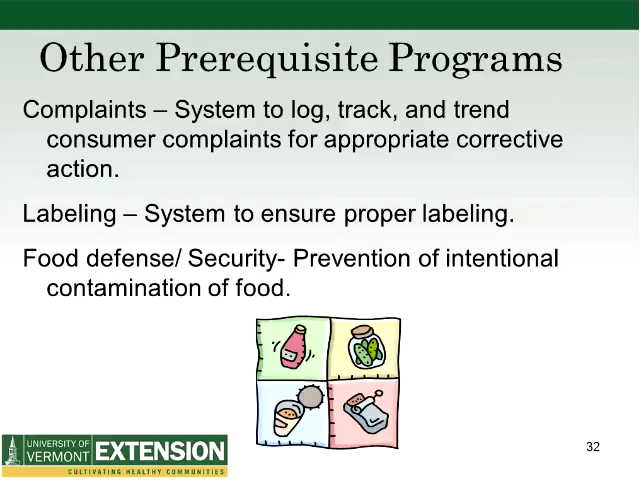 Other Prerequisite Programs
Complaints – System to log, track, and trend
consumer complaints for appropriate corrective
action.
Labeling – System to ensure proper labeling.
Food defense/ Security- Prevention of intentional
contamination of food.
UNIVERSITY OF
VERMONT
EXTENSION
CULTIVATING HEALTHY COMMUNITIES
32